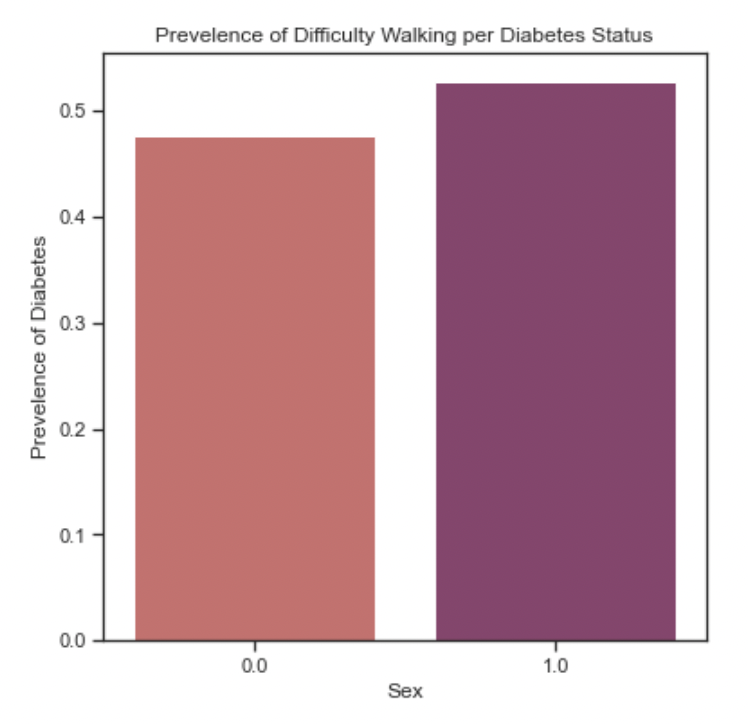 Prevelence of Difficulty Walking per Diabetes Status
Prevelence of Diabetes
0.5
0.4
0.3
0.2
0.1
0.0
0.0 1.0
Sex